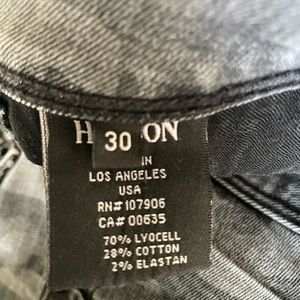 H ON
30
IN
LOS ANGELES
USA
RN#107906
CA# 00635
70% LYOCELL
28% COTTON
2% ELASTAN